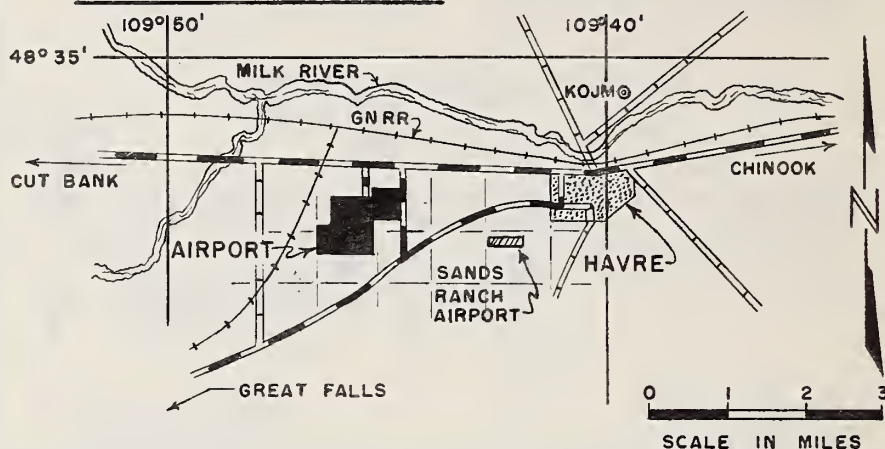 109° 50'
109° 40'
48° 35'
MILK RIVER
KOJM
GNRR
CUT BANK
CHINOOK
AIRPORT
SANDS
RANCH
AIRPORT
HAVRE
N
GREAT FALLS
0 1 2 3
SCALE IN MILES